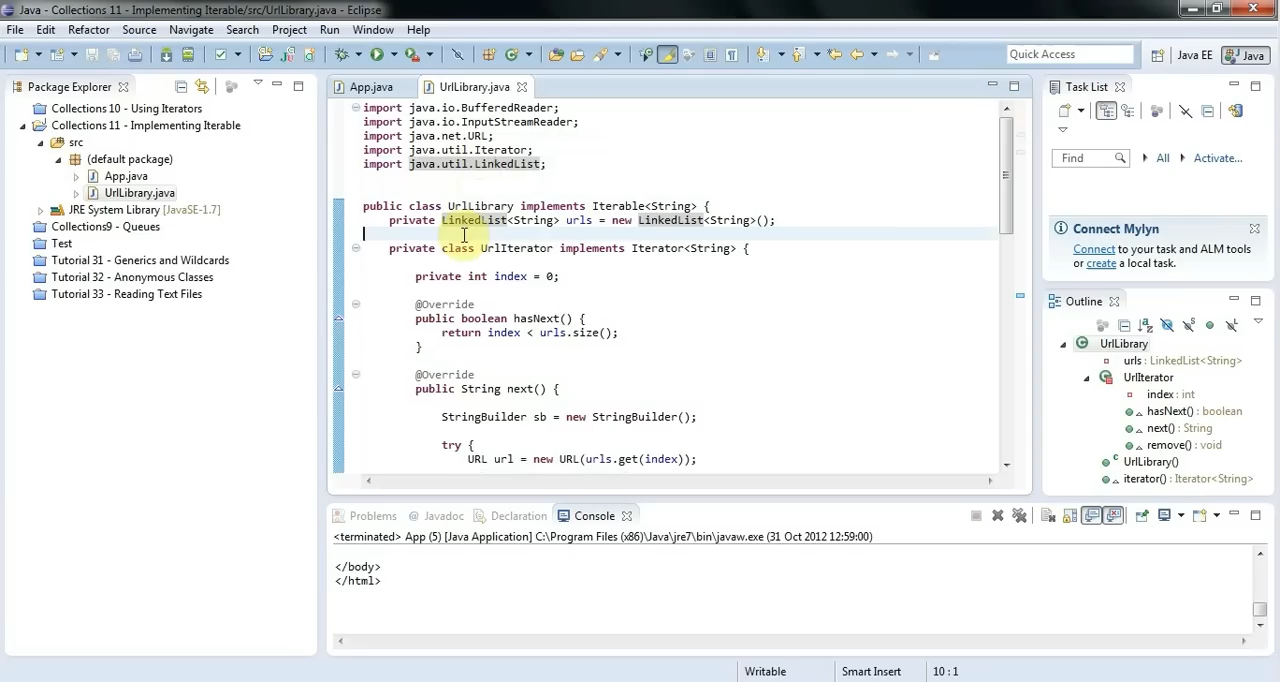 Java - Collections 11 - Implementing Iterable/src/UrlLibrary.java - Eclipse
File Edit Refactor Source Navigate Search Project Run Window Help
Quick Access
Java EE
Java
Package Explorer
Collections 10 - Using Iterators
Collections 11 - Implementing Iterable
src
(default package)
App.java
UrlLibrary.java
JRE System Library [JavaSE-1.7]
Collections9 - Queues
Test
Tutorial 31 - Generics and Wildcards
Tutorial 32 - Anonymous Classes
Tutorial 33 - Reading Text Files
App.java
UrlLibrary.java
import java.io.BufferedReader;
import java.io.InputStreamReader;
import java.net.URL;
import java.util.Iterator;
import java.util.LinkedList;
public class UrlLibrary implements Iterable<String> {
private LinkedList<String> urls = new LinkedList<String>();
private class UrlIterator implements Iterator<String> {
private int index = 0;
@Override
public boolean hasNext() {
return index < urls.size();
}
@Override
public String next() {
StringBuilder sb = new StringBuilder();
try {
URL url = new URL(urls.get(index));
Task List
Find
All
Activate...
Connect Mylyn
Connect to your task and ALM tools
or create a local task.
Outline
UrlLibrary
urls : LinkedList<String>
UrlIterator
index : int
hasNext() : boolean
next() : String
remove() : void
UrlLibrary()
iterator() : Iterator<String>
Problems
@ Javadoc
Declaration
Console
<terminated> App (5) [Java Application] C:\Program Files (x86)\Java\jre7\bin\javaw.exe (31 Oct 2012 12:59:00)
</body>
</html>
Writable
Smart Insert
10 : 1